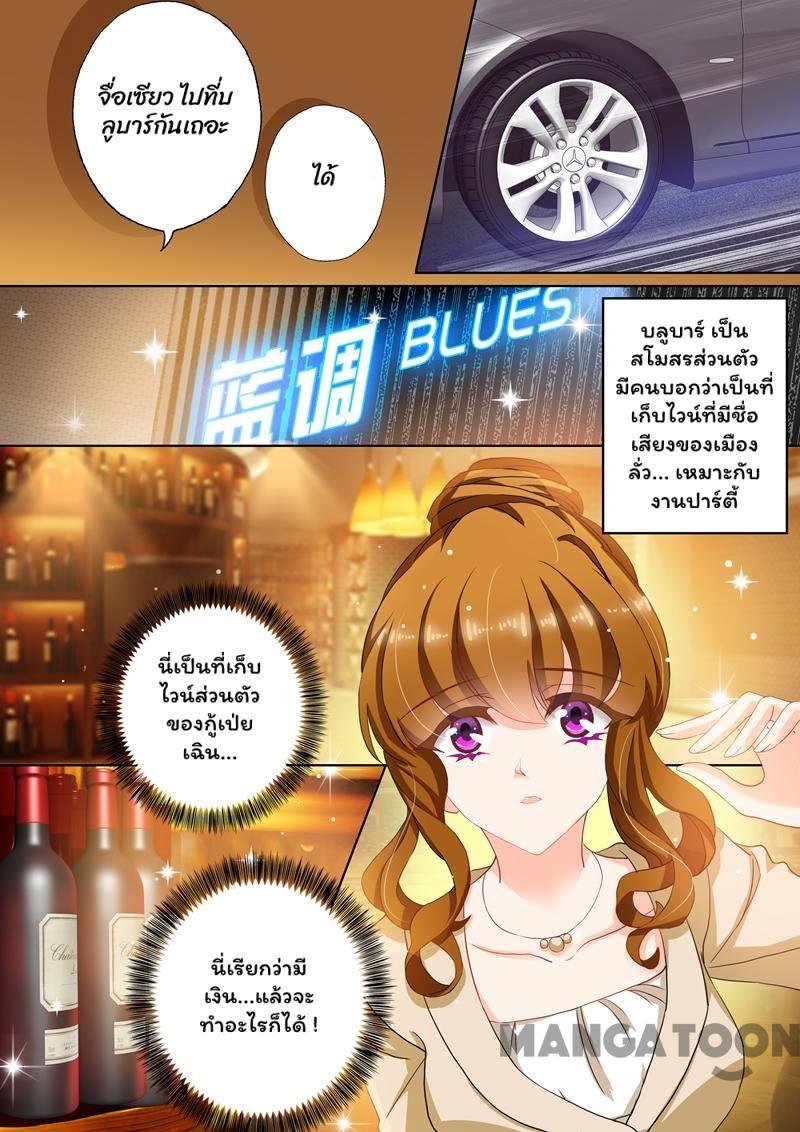 จื่อเซียว ไปที่บ
ลูบาร์กันเถอะ
ได้
蓝调 BLUES
บลูบาร์ เป็น
สโมสรส่วนตัว
มีคนบอกว่าเป็นที่
เก็บไวน์ที่มีชื่อ
เสียงของเมือง
ลั่ว... เหมาะกับ
งานปาร์ตี้
นี่เป็นที่เก็บ
ไวน์ส่วนตัว
ของกู้เป่ย
เฉิน...
นี่เรียกว่ามี
เงิน...แล้วจะ
ทำอะไรก็ได้ !
MANGATOON